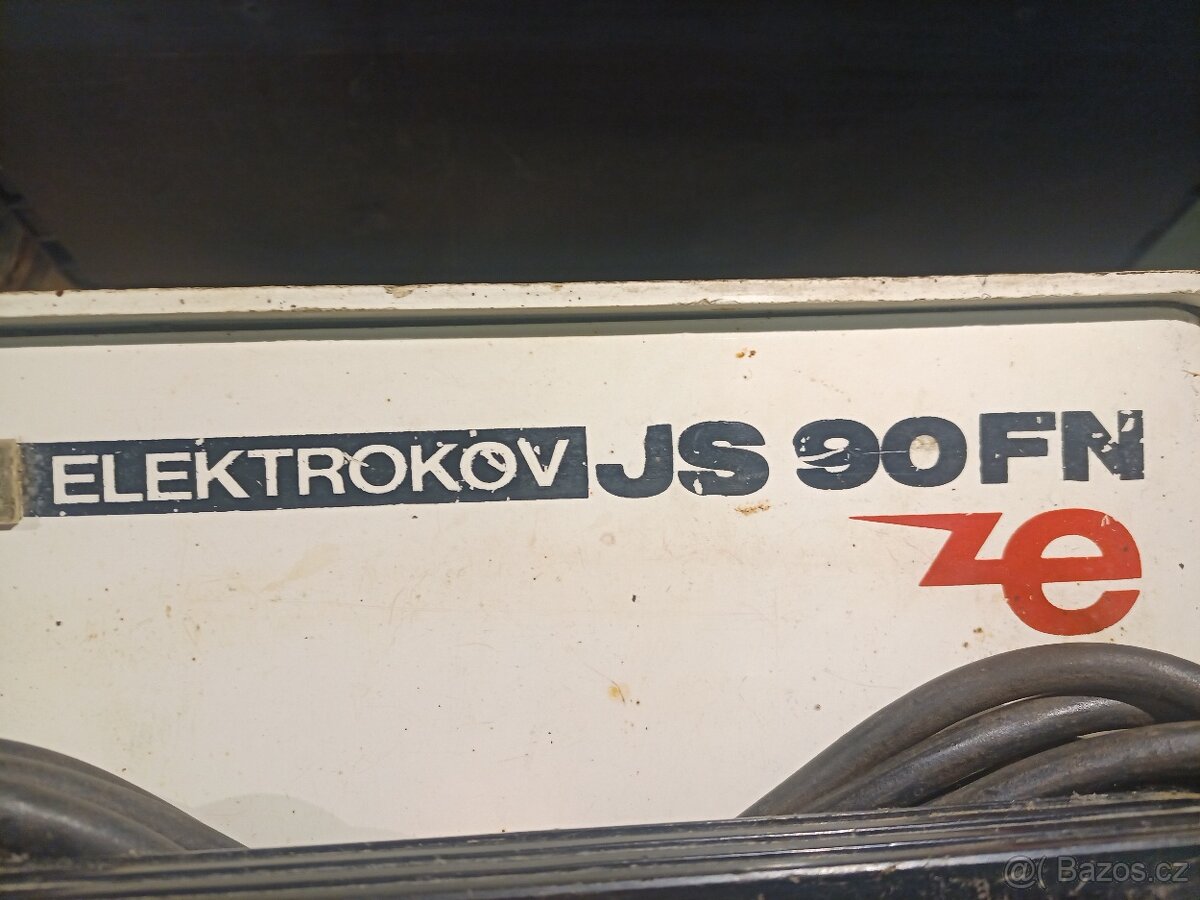 ELEKTROKOV JS 90FN
ze
@( Bazos.cz